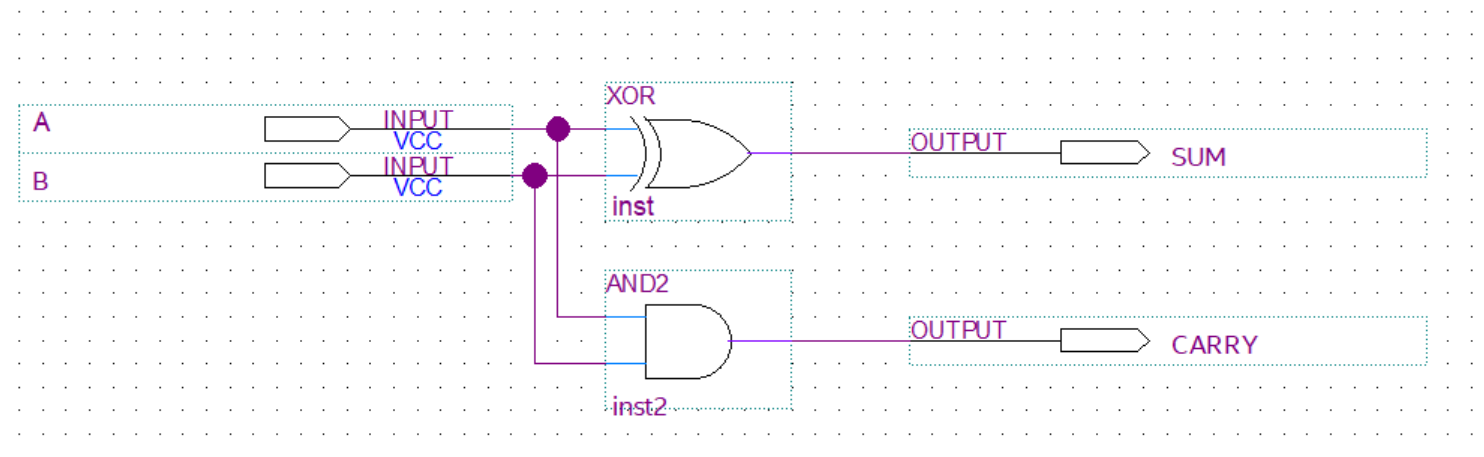 XOR
A
INPUT
VCC
OUTPUT
SUM
B
INPUT
VCC
inst
AND2
OUTPUT
CARRY
inst2